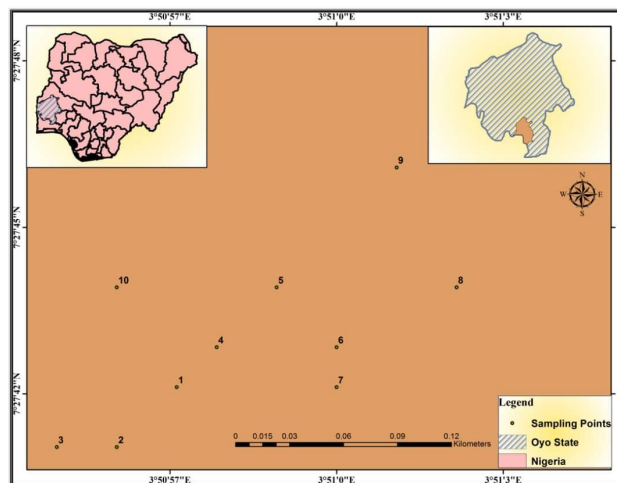 3°50'57"E 3°51'0"E 3°51'3"E
7°27'48"N
9
N
W E
S
7°27'45"N
10 5 8
4 6
1 7
7°27'42"N
3 2
0 0.015 0.03 0.06 0.09 0.12
Kilometers
Legend
Sampling Points
Oyo State
Nigeria
3°50'57"E 3°51'0"E 3°51'3"E